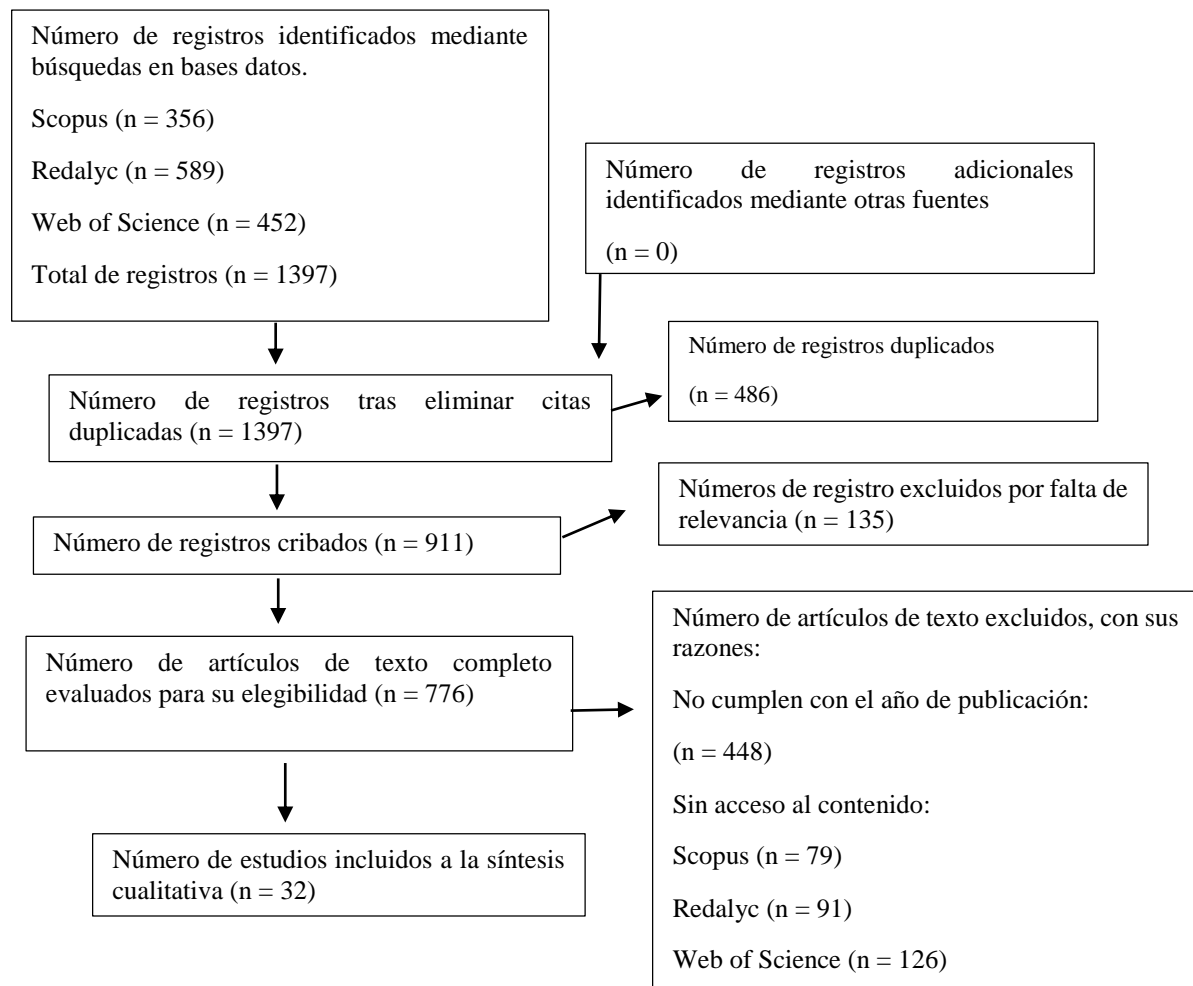 Número de registros identificados mediante
búsquedas en bases datos.
Scopus (n = 356)
Redalyc (n = 589)
Web of Science (n = 452)
Total de registros (n = 1397)
Número de registros adicionales
identificados mediante otras fuentes
(n = 0)
Número de registros duplicados
(n = 486)
Número de registros tras eliminar citas
duplicadas (n = 1397)
Números de registro excluidos por falta de
relevancia (n = 135)
Número de registros cribados (n = 911)
Número de artículos de texto completo
evaluados para su elegibilidad (n = 776)
Número de artículos de texto excluidos, con sus
razones:
No cumplen con el año de publicación:
(n = 448)
Sin acceso al contenido:
Scopus (n = 79)
Redalyc (n = 91)
Web of Science (n = 126)
Número de estudios incluidos a la síntesis
cualitativa (n = 32)